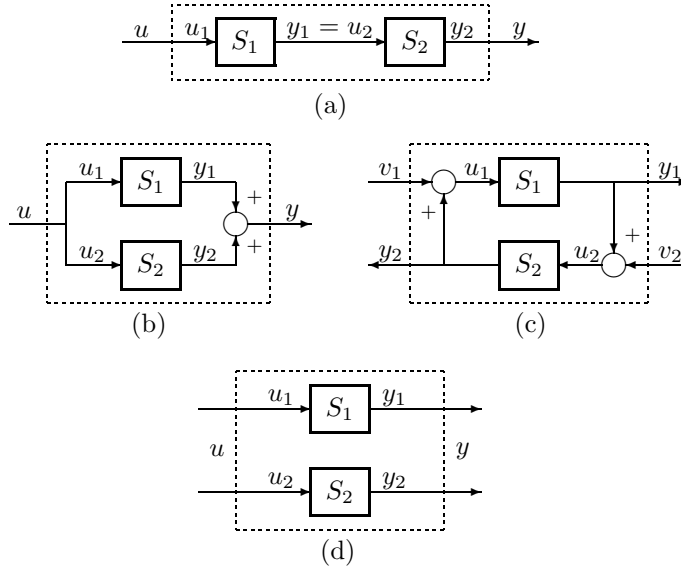 u u₁ S₁ y₁ = u₂ S₂ y₂ y
(a)
u₁ S₁ y₁ +
u y
u₂ S₂ y₂ +
(b)
v₁ u₁ S₁ y₁
+ +
y₂ S₂ u₂ v₂
(c)
u₁ S₁ y₁
u y
u₂ S₂ y₂
(d)